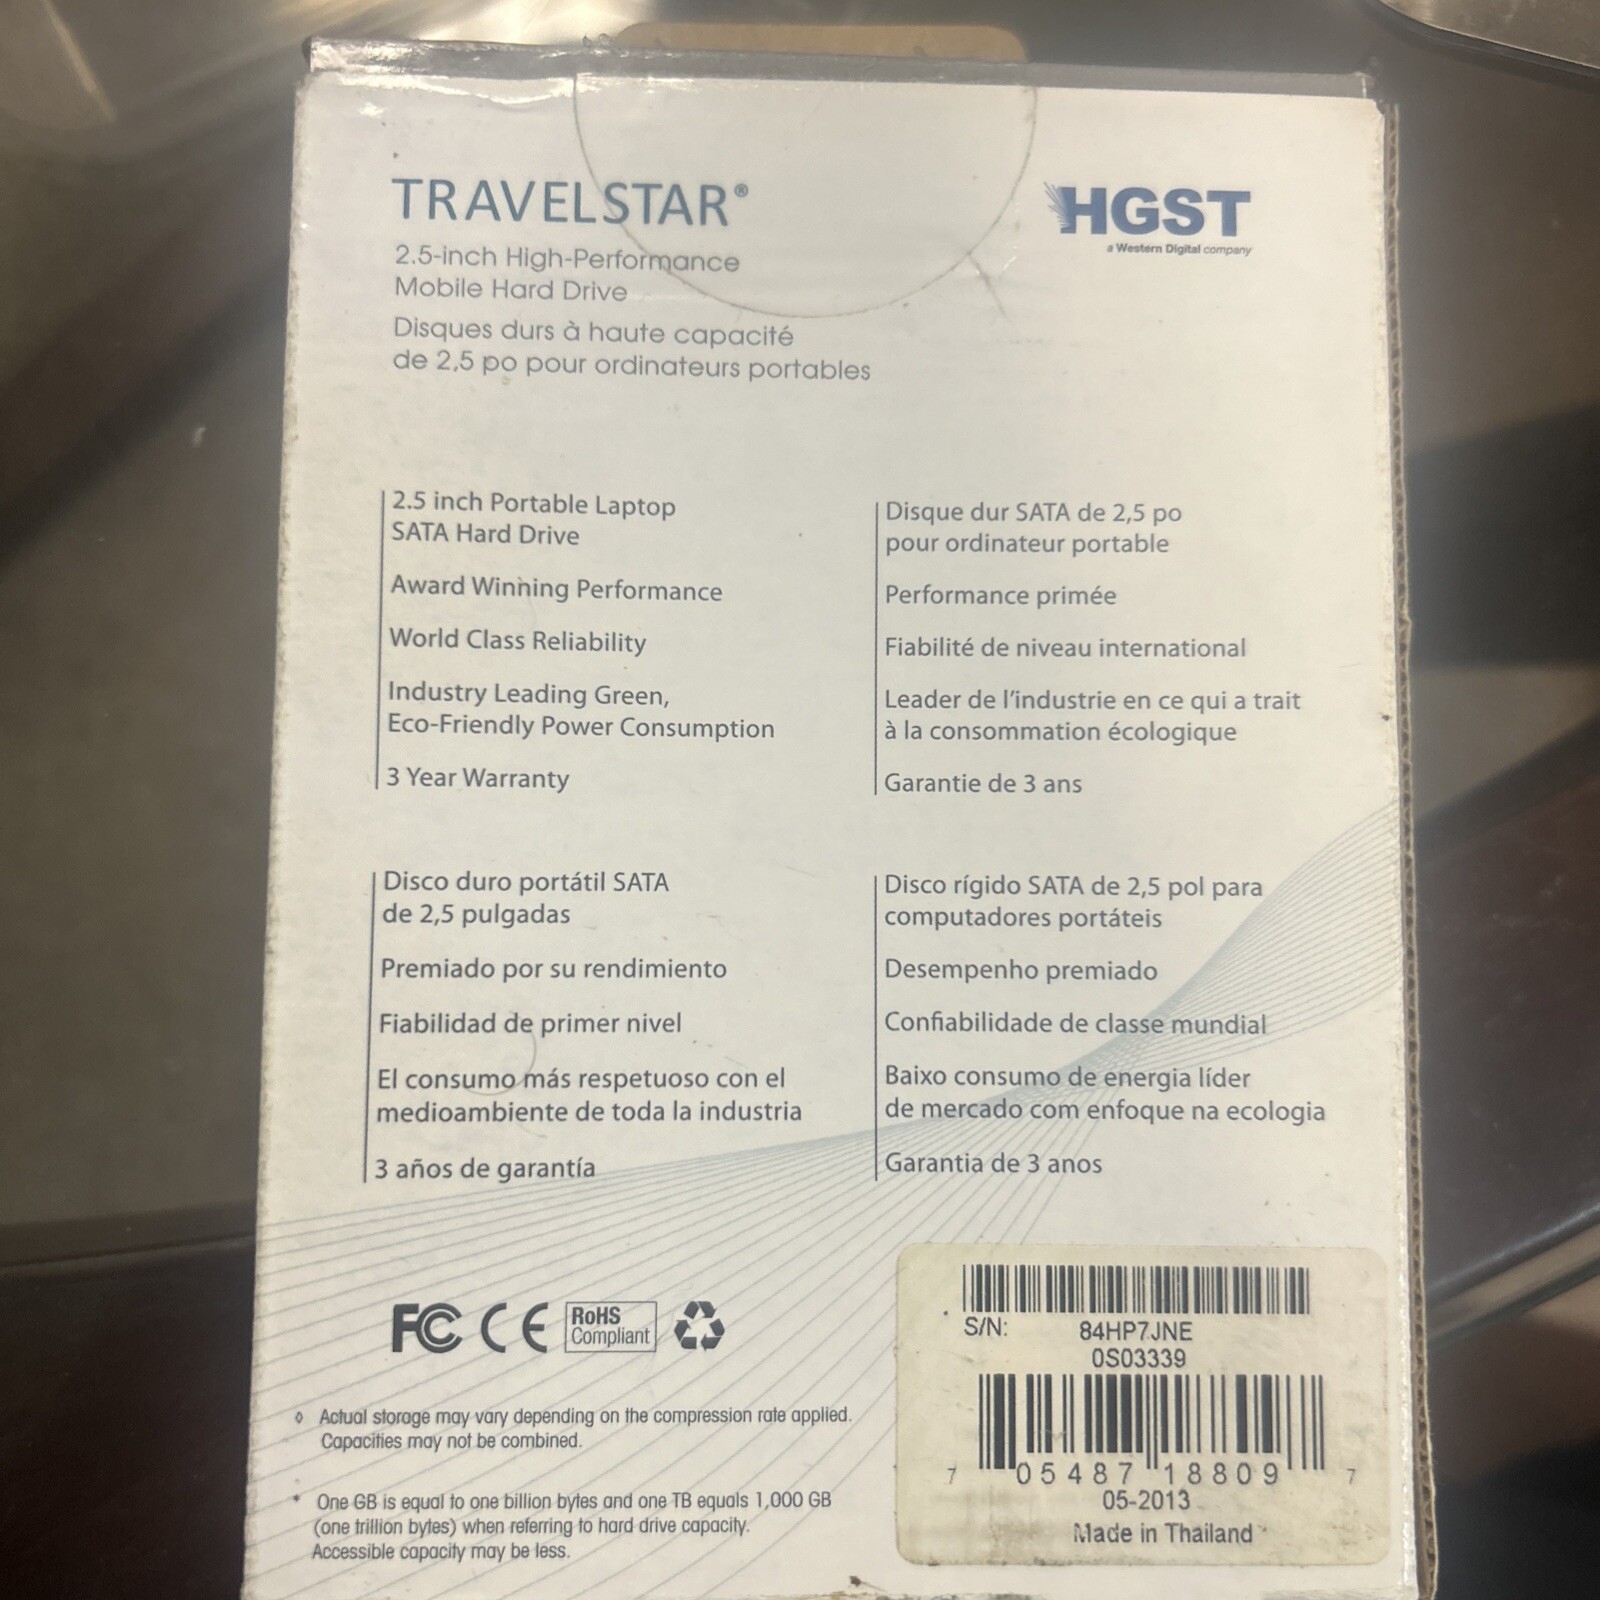 TRAVELSTAR®
2.5-inch High-Performance
Mobile Hard Drive
Disques durs à haute capacité
de 2,5 po pour ordinateurs portables
HGST
a Western Digital company
2.5 inch Portable Laptop
SATA Hard Drive
Award Winning Performance
World Class Reliability
Industry Leading Green,
Eco-Friendly Power Consumption
3 Year Warranty
Disque dur SATA de 2,5 po
pour ordinateur portable
Performance primée
Fiabilité de niveau international
Leader de l'industrie en ce qui a trait
à la consommation écologique
Garantie de 3 ans
Disco duro portátil SATA
de 2,5 pulgadas
Premiado por su rendimiento
Fiabilidad de primer nivel
El consumo más respetuoso con el
medioambiente de toda la industria
3 años de garantía
Disco rígido SATA de 2,5 pol para
computadores portáteis
Desempenho premiado
Confiabilidade de classe mundial
Baixo consumo de energia líder
de mercado com enfoque na ecologia
Garantia de 3 anos
FC CE RoHS
Compliant
◊ Actual storage may vary depending on the compression rate applied.
Capacities may not be combined.
* One GB is equal to one billion bytes and one TB equals 1,000 GB
(one trillion bytes) when referring to hard drive capacity.
Accessible capacity may be less.
S/N: 84HP7JNE
0S03339
7 05487 18809 7
05-2013
Made in Thailand